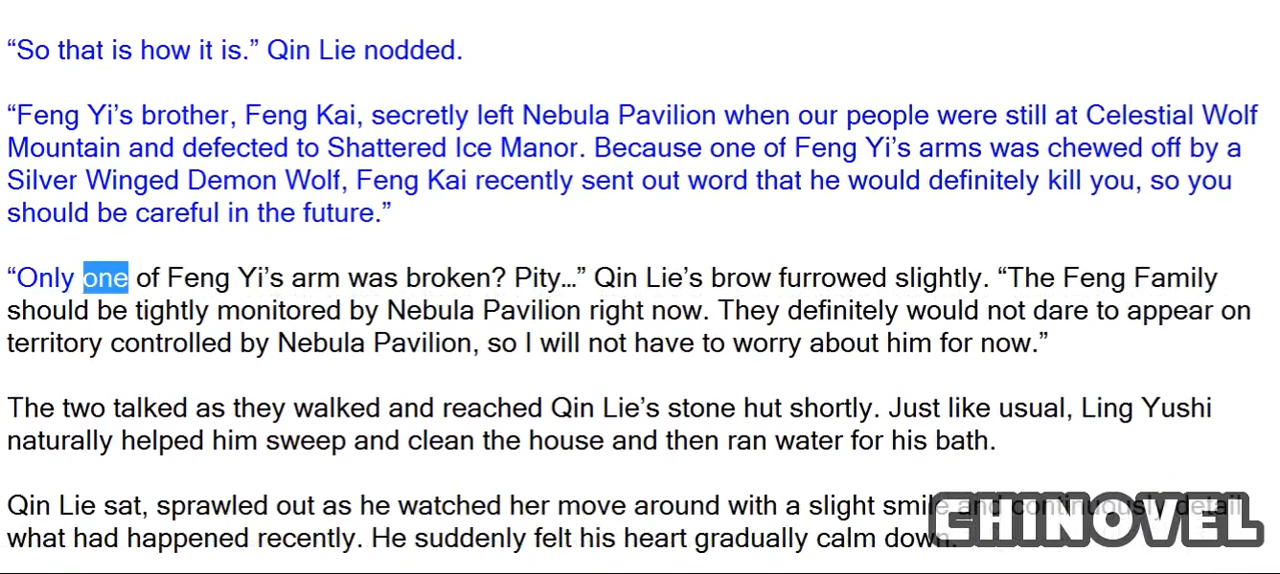 “So that is how it is.” Qin Lie nodded.
“Feng Yi’s brother, Feng Kai, secretly left Nebula Pavilion when our people were still at Celestial Wolf
Mountain and defected to Shattered Ice Manor. Because one of Feng Yi’s arms was chewed off by a
Silver Winged Demon Wolf, Feng Kai recently sent out word that he would definitely kill you, so you
should be careful in the future.”
“Only one of Feng Yi’s arm was broken? Pity…” Qin Lie’s brow furrowed slightly. “The Feng Family
should be tightly monitored by Nebula Pavilion right now. They definitely would not dare to appear on
territory controlled by Nebula Pavilion, so I will not have to worry about him for now.”
The two talked as they walked and reached Qin Lie’s stone hut shortly. Just like usual, Ling Yushi
naturally helped him sweep and clean the house and then ran water for his bath.
Qin Lie sat, sprawled out as he watched her move around with a slight smile and continuously detail
what had happened recently. He suddenly felt his heart gradually calm down.
CHINOVEL